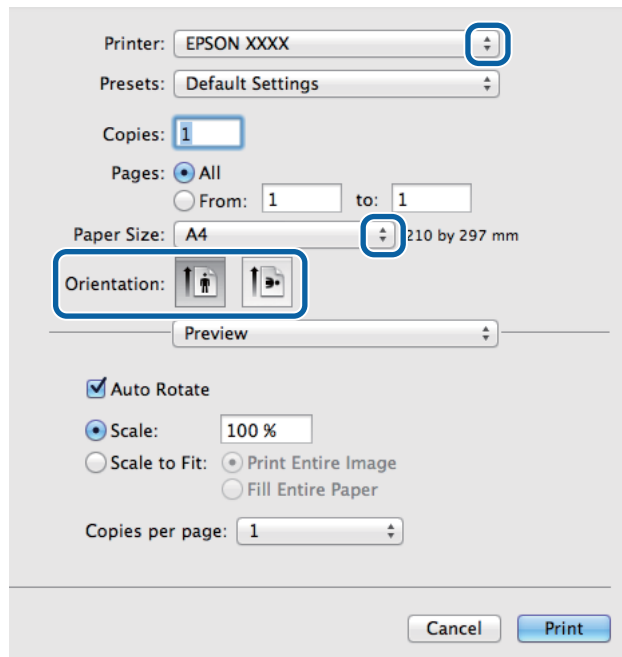 Printer: EPSON XXXX
Presets: Default Settings
Copies: 1
Pages: All
From: 1 to: 1
Paper Size: A4 210 by 297 mm
Orientation:
Preview
Auto Rotate
Scale: 100 %
Scale to Fit: Print Entire Image
Fill Entire Paper
Copies per page: 1
Cancel Print